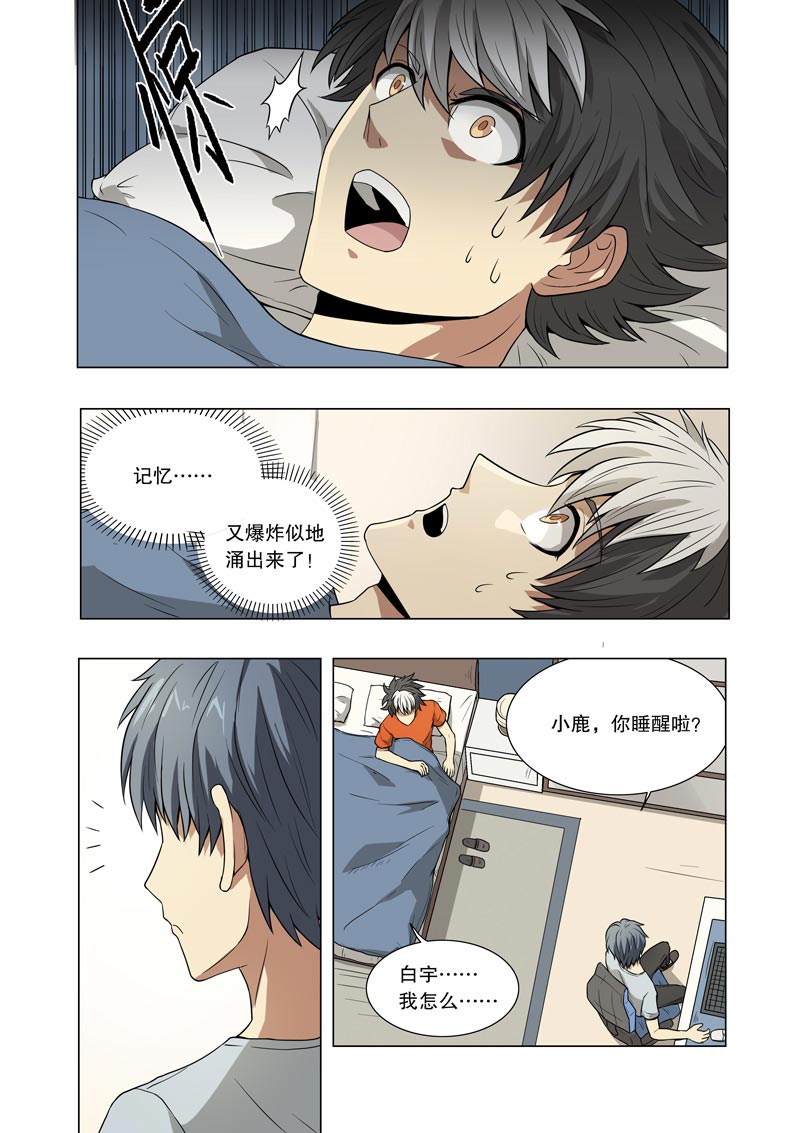 惊
记忆……
又爆炸似地
涌出来了！
小鹿，你睡醒啦？
白宇……
我怎么……